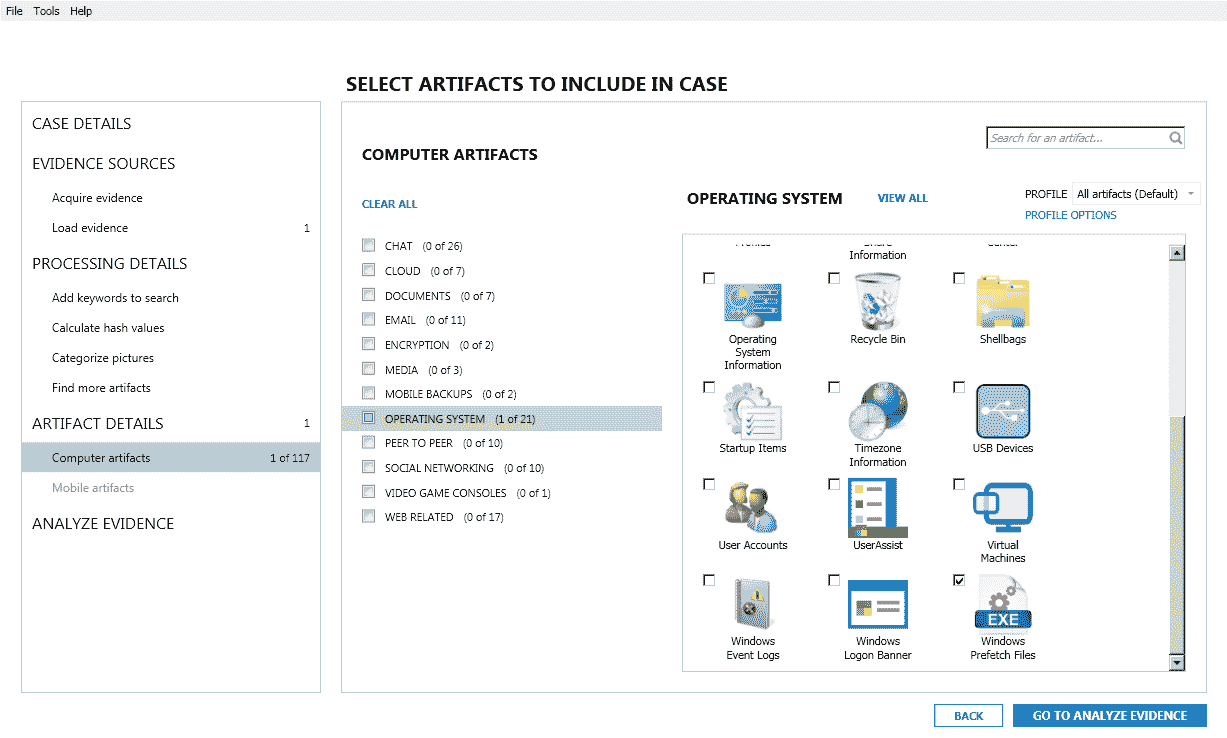 File Tools Help
SELECT ARTIFACTS TO INCLUDE IN CASE
CASE DETAILS
EVIDENCE SOURCES
Acquire evidence
Load evidence 1
PROCESSING DETAILS
Add keywords to search
Calculate hash values
Categorize pictures
Find more artifacts
ARTIFACT DETAILS 1
Computer artifacts 1 of 117
Mobile artifacts
ANALYZE EVIDENCE
COMPUTER ARTIFACTS
CLEAR ALL
CHAT (0 of 26)
CLOUD (0 of 7)
DOCUMENTS (0 of 7)
EMAIL (0 of 11)
ENCRYPTION (0 of 2)
MEDIA (0 of 3)
MOBILE BACKUPS (0 of 2)
OPERATING SYSTEM (1 of 21)
PEER TO PEER (0 of 10)
SOCIAL NETWORKING (0 of 10)
VIDEO GAME CONSOLES (0 of 1)
WEB RELATED (0 of 17)
Search for an artifact...
OPERATING SYSTEM VIEW ALL
PROFILE All artifacts (Default)
PROFILE OPTIONS
Information
Operating
System
Information
Recycle Bin
Shellbags
Startup Items
Timezone
Information
USB Devices
User Accounts
UserAssist
Virtual
Machines
Windows
Event Logs
Windows
Logon Banner
EXE
Windows
Prefetch Files
BACK
GO TO ANALYZE EVIDENCE